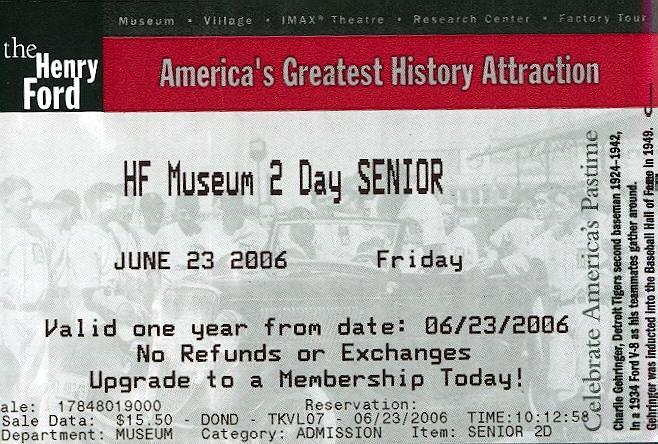 Museum • Village • IMAX® Theatre • Research Center • Factory Tour
the
Henry
Ford
America's Greatest History Attraction
HF Museum 2 Day SENIOR
JUNE 23 2006 Friday
Valid one year from date: 06/23/2006
No Refunds or Exchanges
Upgrade to a Membership Today!
ale: 17848019000 Reservation:
Sale Data: $15.50 - DOND - TKVL07 06/23/2006 TIME:10:12:58
Department: MUSEUM Category: ADMISSION Item: SENIOR 2D
Celebrate America's Pastime
Charlie Gehringer, Detroit Tigers second baseman 1924–1942,
in a 1934 Ford V-8 as his teammates gather around.
Gehringer was inducted into the Baseball Hall of Fame in 1949.